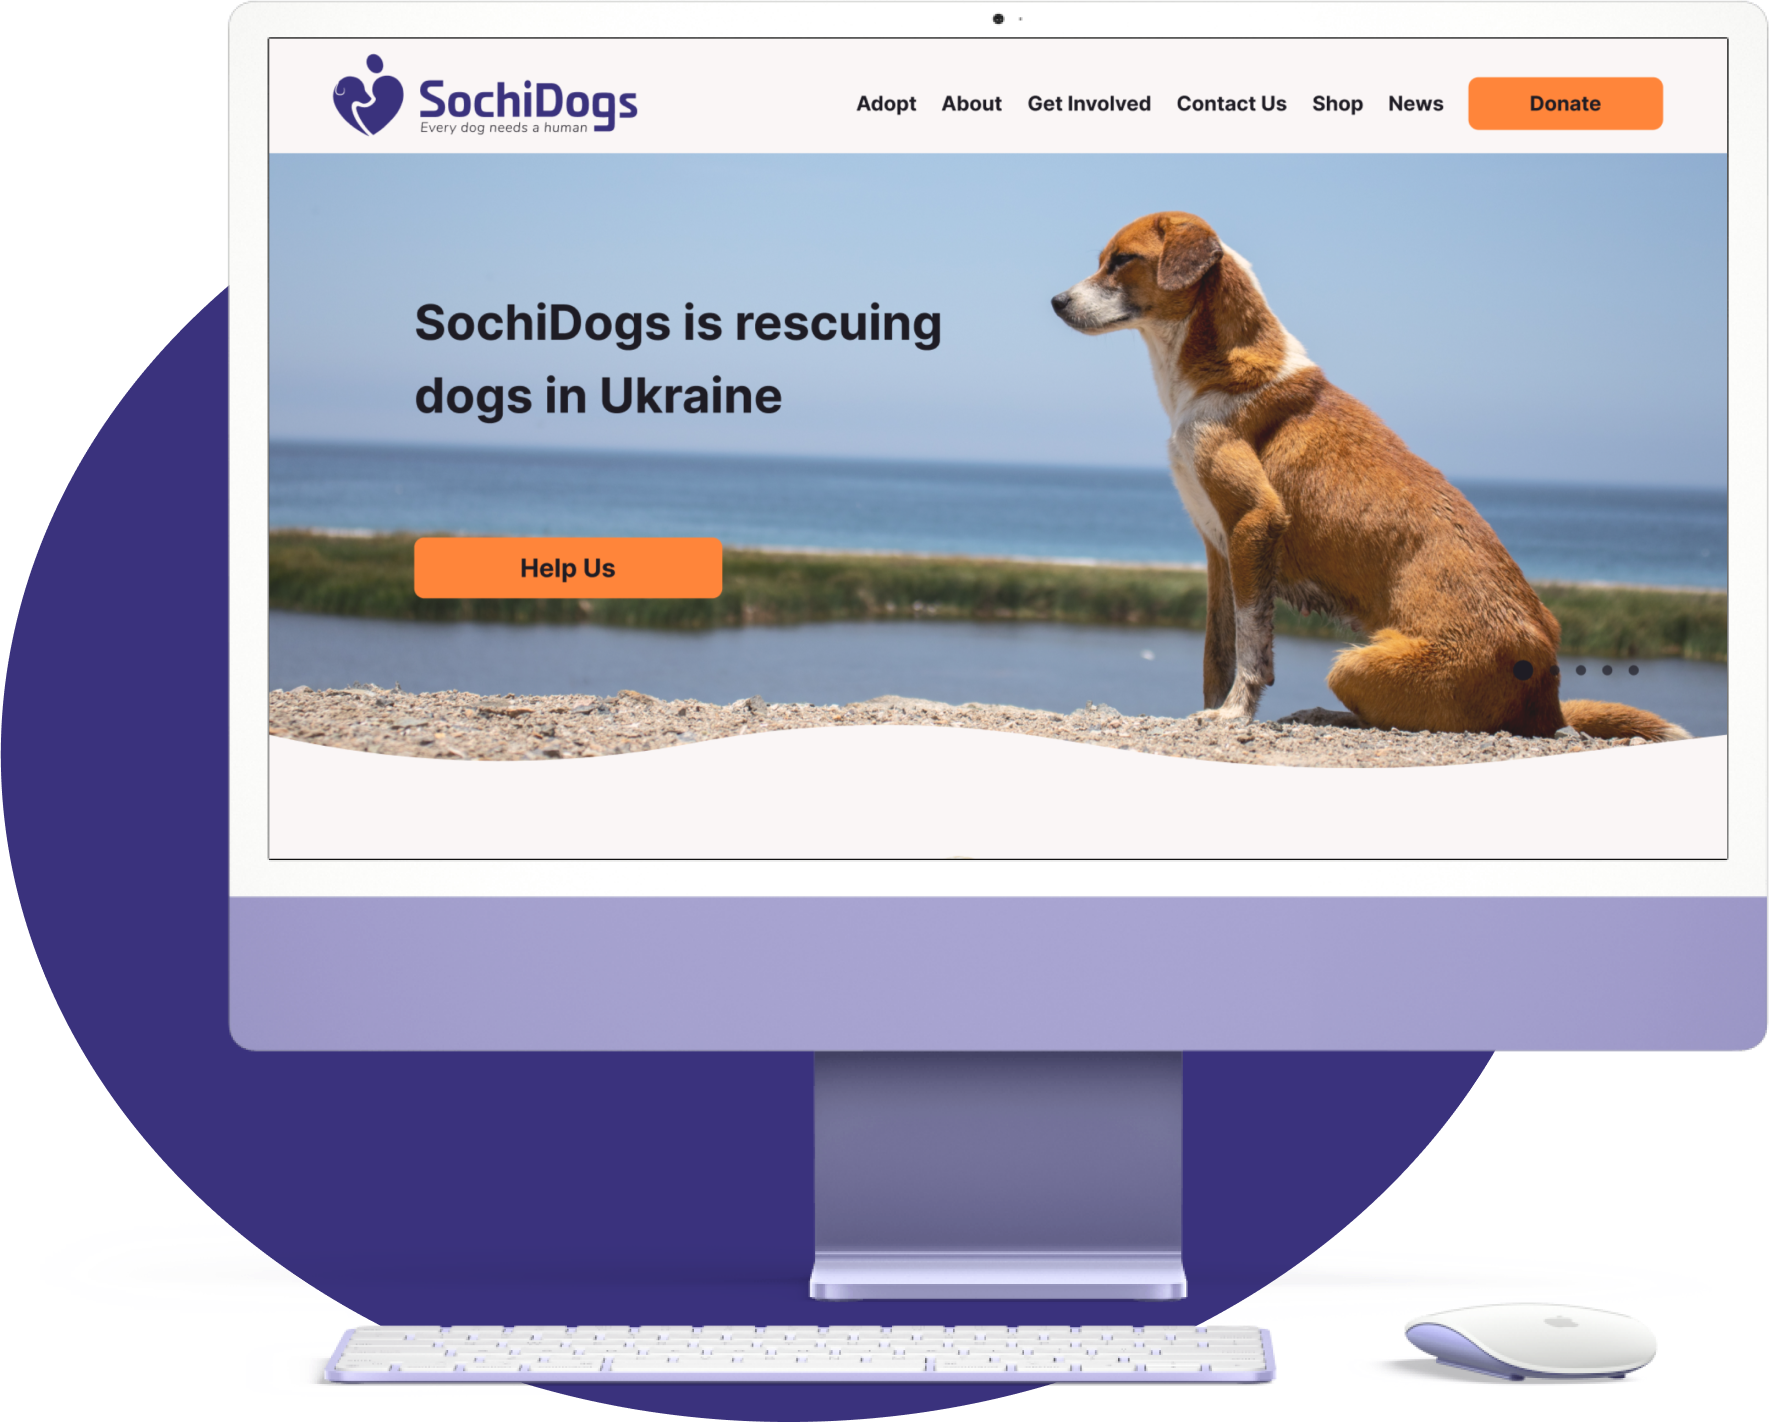 SochiDogs
Every dog needs a human
Adopt About Get Involved Contact Us Shop News Donate
SochiDogs is rescuing
dogs in Ukraine
Help Us